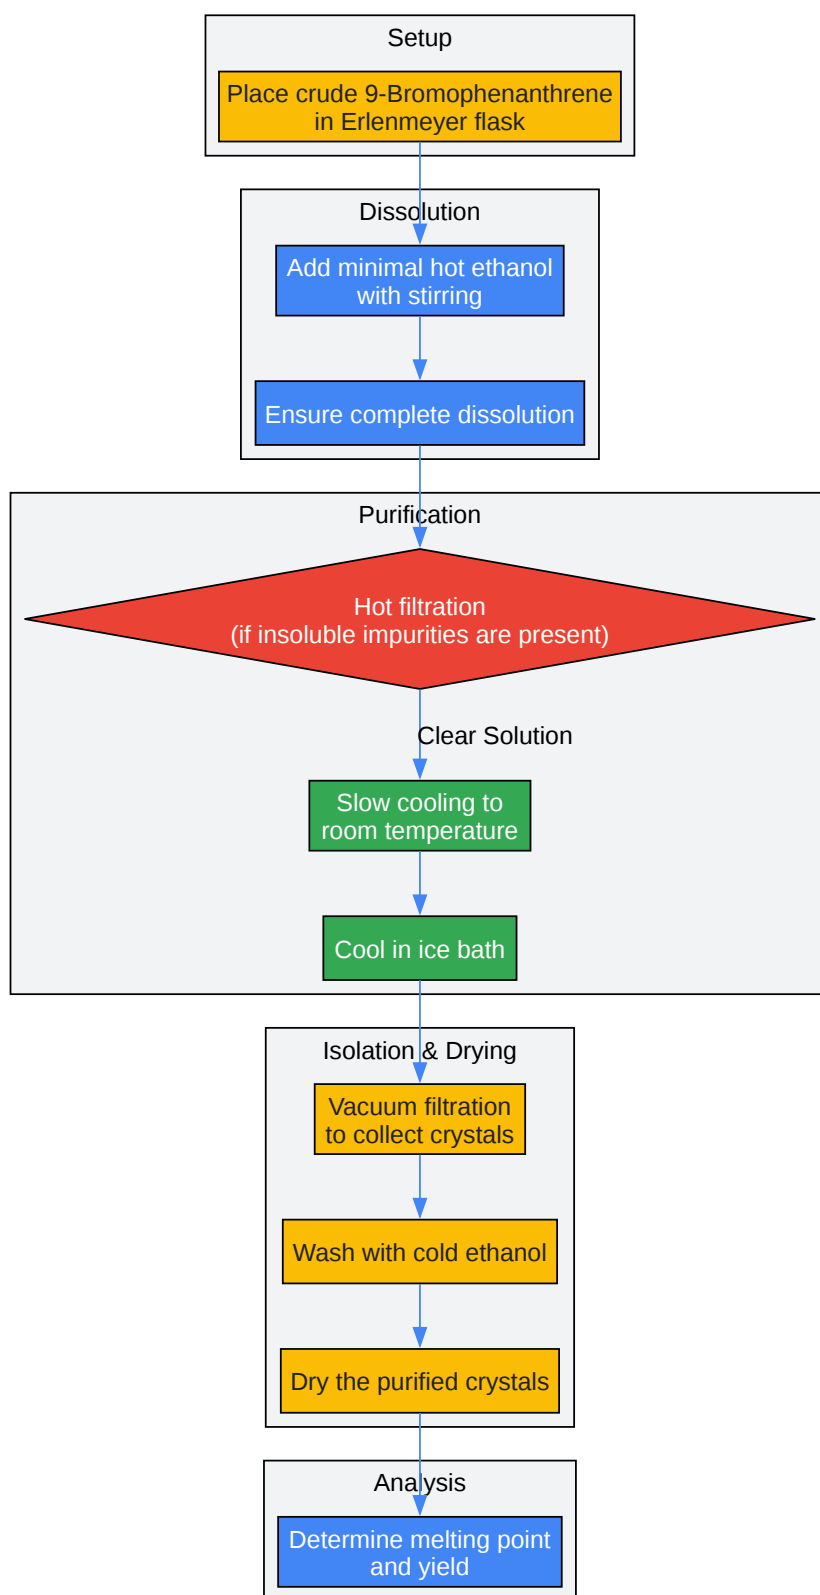 Setup
Place crude 9-Bromophenanthrene
in Erlenmeyer flask
Dissolution
Add minimal hot ethanol
with stirring
Ensure complete dissolution
Purification
Hot filtration
(if insoluble impurities are present)
Clear Solution
Slow cooling to
room temperature
Cool in ice bath
Isolation & Drying
Vacuum filtration
to collect crystals
Wash with cold ethanol
Dry the purified crystals
Analysis
Determine melting point
and yield